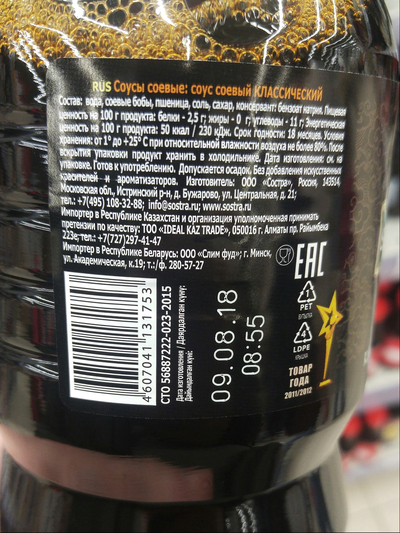 RUS Соусы соевые: соус соевый КЛАССИЧЕСКИЙ
Состав: вода, соевые бобы, пшеница, соль, сахар, консервант: бензоат натрия. Пищевая
ценность на 100 г продукта: белки - 2,5 г; жиры - 0 г; углеводы - 11 г; Энергетическая
ценность на 100 г продукта: 50 ккал / 230 кДж. Срок годности: 18 месяцев. Условия
хранения: от 1° до +25° С при относительной влажности воздуха не более 80%. После
вскрытия упаковки продукт хранить в холодильнике. Дата изготовления: см. на
упаковке. Готов к употреблению. Допускается осадок. Без добавления искусственных
красителей и ароматизаторов. Изготовитель: ООО «Состра», Россия, 143514,
Московская обл., Истринский р-н, д. Бужарово, ул. Центральная, д. 21;
тел.: +7(495) 108-32-88; info@sostra.ru; www.sostra.ru.
Импортер в Республике Казахстан и организация уполномоченная принимать
претензии по качеству: ТОО «IDEAL KAZ TRADE», 050016 г. Алматы пр. Райымбека
223е; тел.: +7(727)297-41-47
Импортер в Республике Беларусь: ООО «Слим фуд»; г. Минск,
ул. Академическая, к.19; т./ф. 280-57-27
EAC
4 607041 131753
СТО 56887222-023-2015
Дата изготовления / Даярдалган куну:
Дайындалған күні:
09.08.18
08:55
1
PET
БУТЫЛКА
4
LDPE
КРЫШКА
ТОВАР
ГОДА
2011/2012